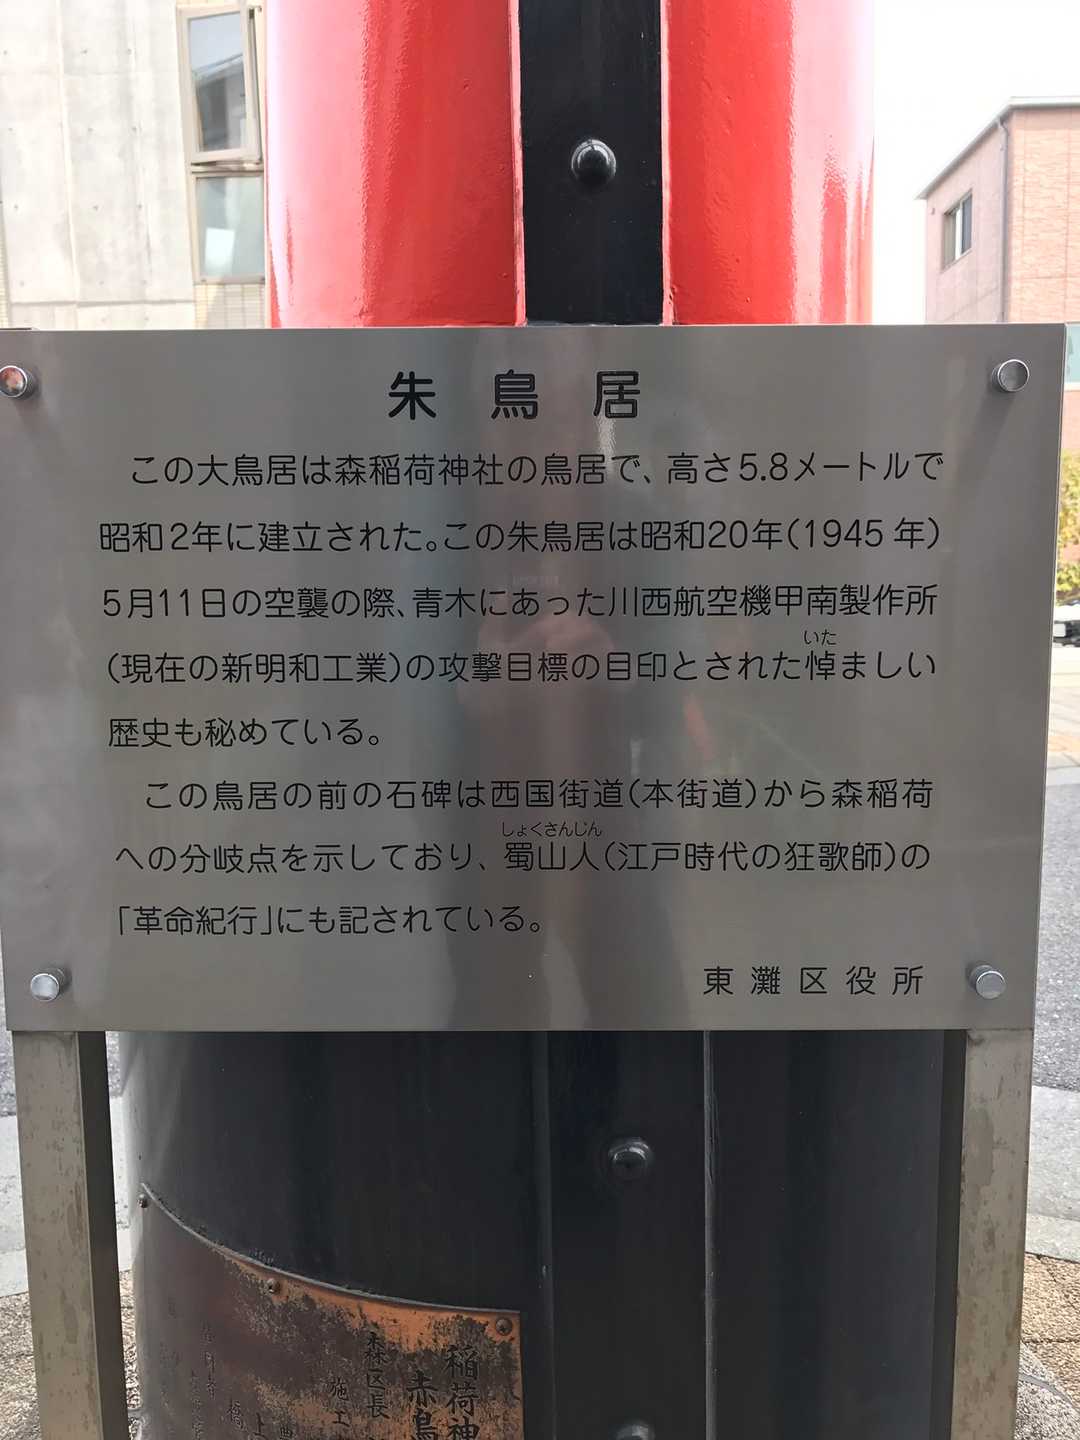 朱鳥居
この大鳥居は森稲荷神社の鳥居で、高さ5.8メートルで
昭和2年に建立された。この朱鳥居は昭和20年(1945年)
5月11日の空襲の際、青木にあった川西航空機甲南製作所
(現在の新明和工業)の攻撃目標の目印とされた悼ましい
いた
歴史も秘めている。
この鳥居の前の石碑は西国街道(本街道)から森稲荷
への分岐点を示しており、蜀山人(江戸時代の狂歌師)の
しょくさんじん
「革命紀行」にも記されている。
東灘区役所
稲荷神
赤鳥
森区長
施工
橋
上